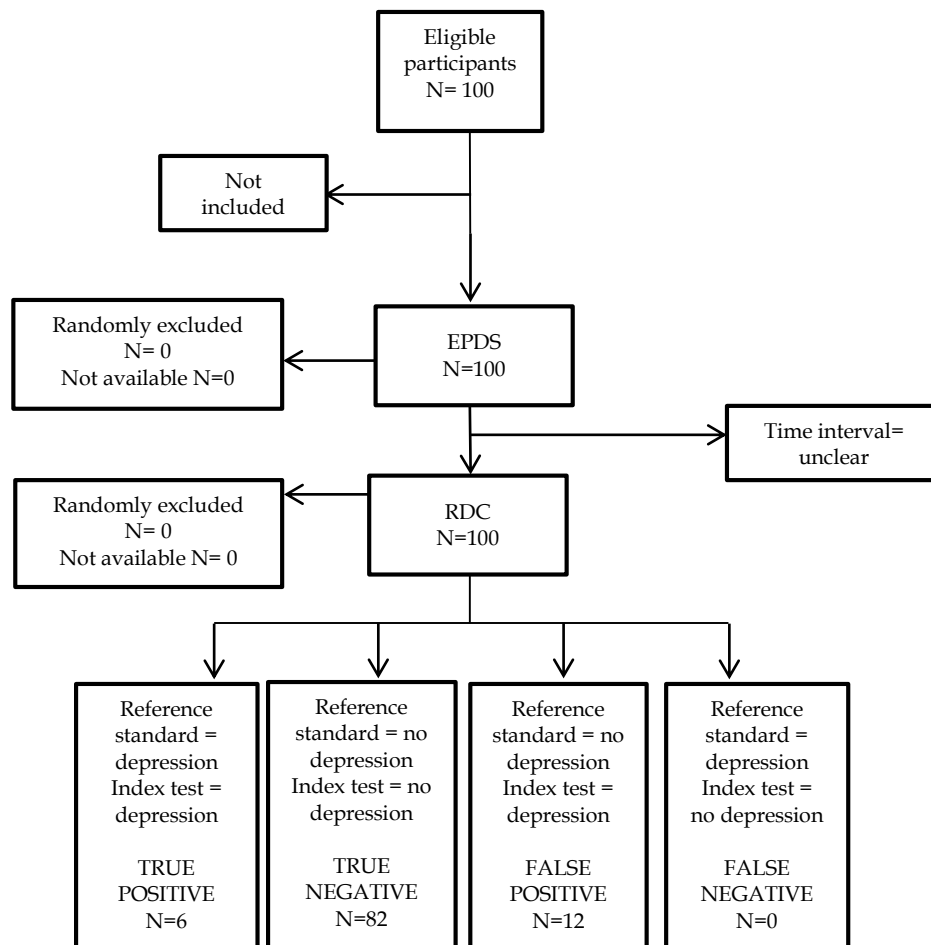 Eligible
participants
N= 100
Not
included
Randomly excluded
N= 0
Not available N=0
EPDS
N=100
Time interval=
unclear
Randomly excluded
N= 0
Not available N= 0
RDC
N=100
Reference
standard =
depression
Index test =
depression
TRUE
POSITIVE
N=6
Reference
standard = no
depression
Index test = no
depression
TRUE
NEGATIVE
N=82
Reference
standard = no
depression
Index test =
depression
FALSE
POSITIVE
N=12
Reference
standard =
depression
Index test =
no depression
FALSE
NEGATIVE
N=0